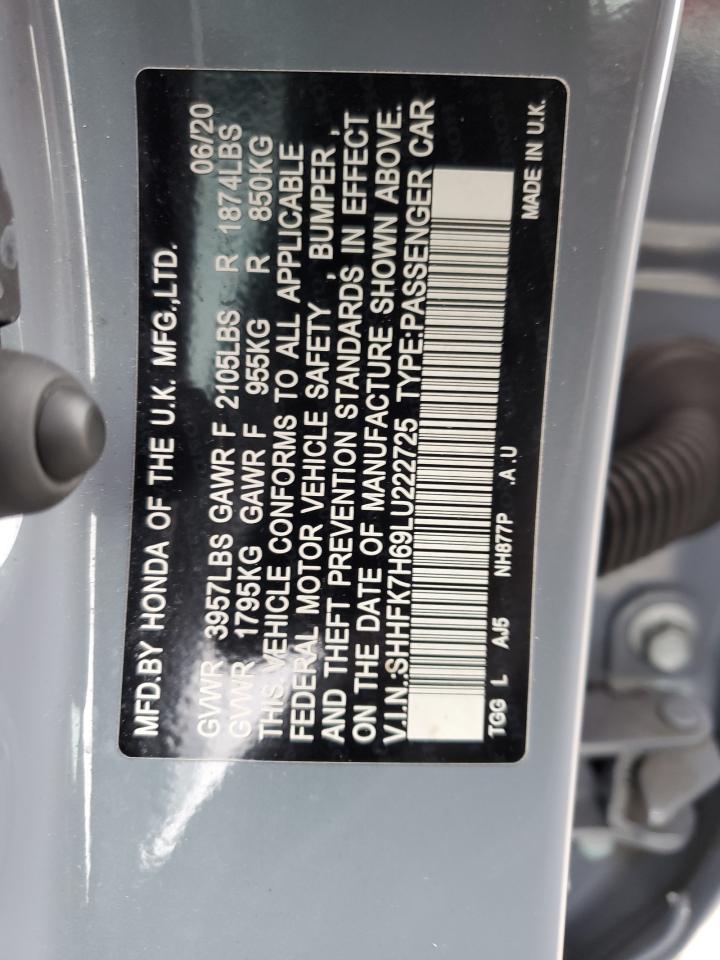 MFD.BY HONDA OF THE U.K. MFG.,LTD.
06/20
GVWR 3957LBS GAWR F 2105LBS R 1874LBS
GVWR 1795KG GAWR F 955KG R 850KG
THIS VEHICLE CONFORMS TO ALL APPLICABLE
FEDERAL MOTOR VEHICLE SAFETY , BUMPER ,
AND THEFT PREVENTION STANDARDS IN EFFECT
ON THE DATE OF MANUFACTURE SHOWN ABOVE.
V.I.N.:SHHFK7H69LU222725 TYPE:PASSENGER CAR
TGG L AJ5 NH877P .A .U
MADE IN U.K.